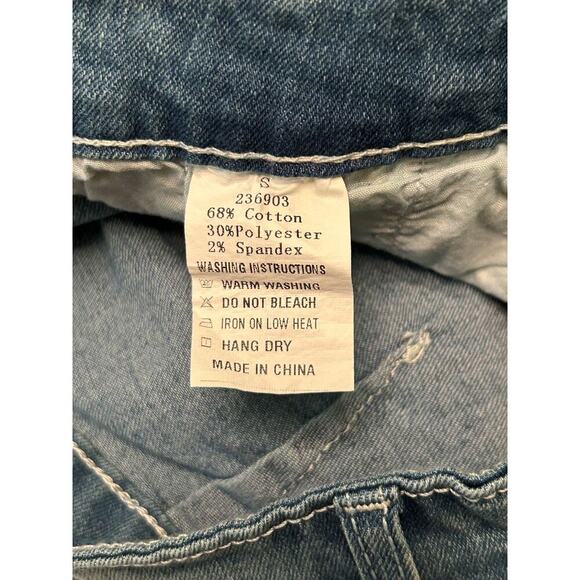 S
236903
68% Cotton
30%Polyester
2% Spandex
WASHING INSTRUCTIONS
WARM WASHING
DO NOT BLEACH
IRON ON LOW HEAT
HANG DRY
MADE IN CHINA